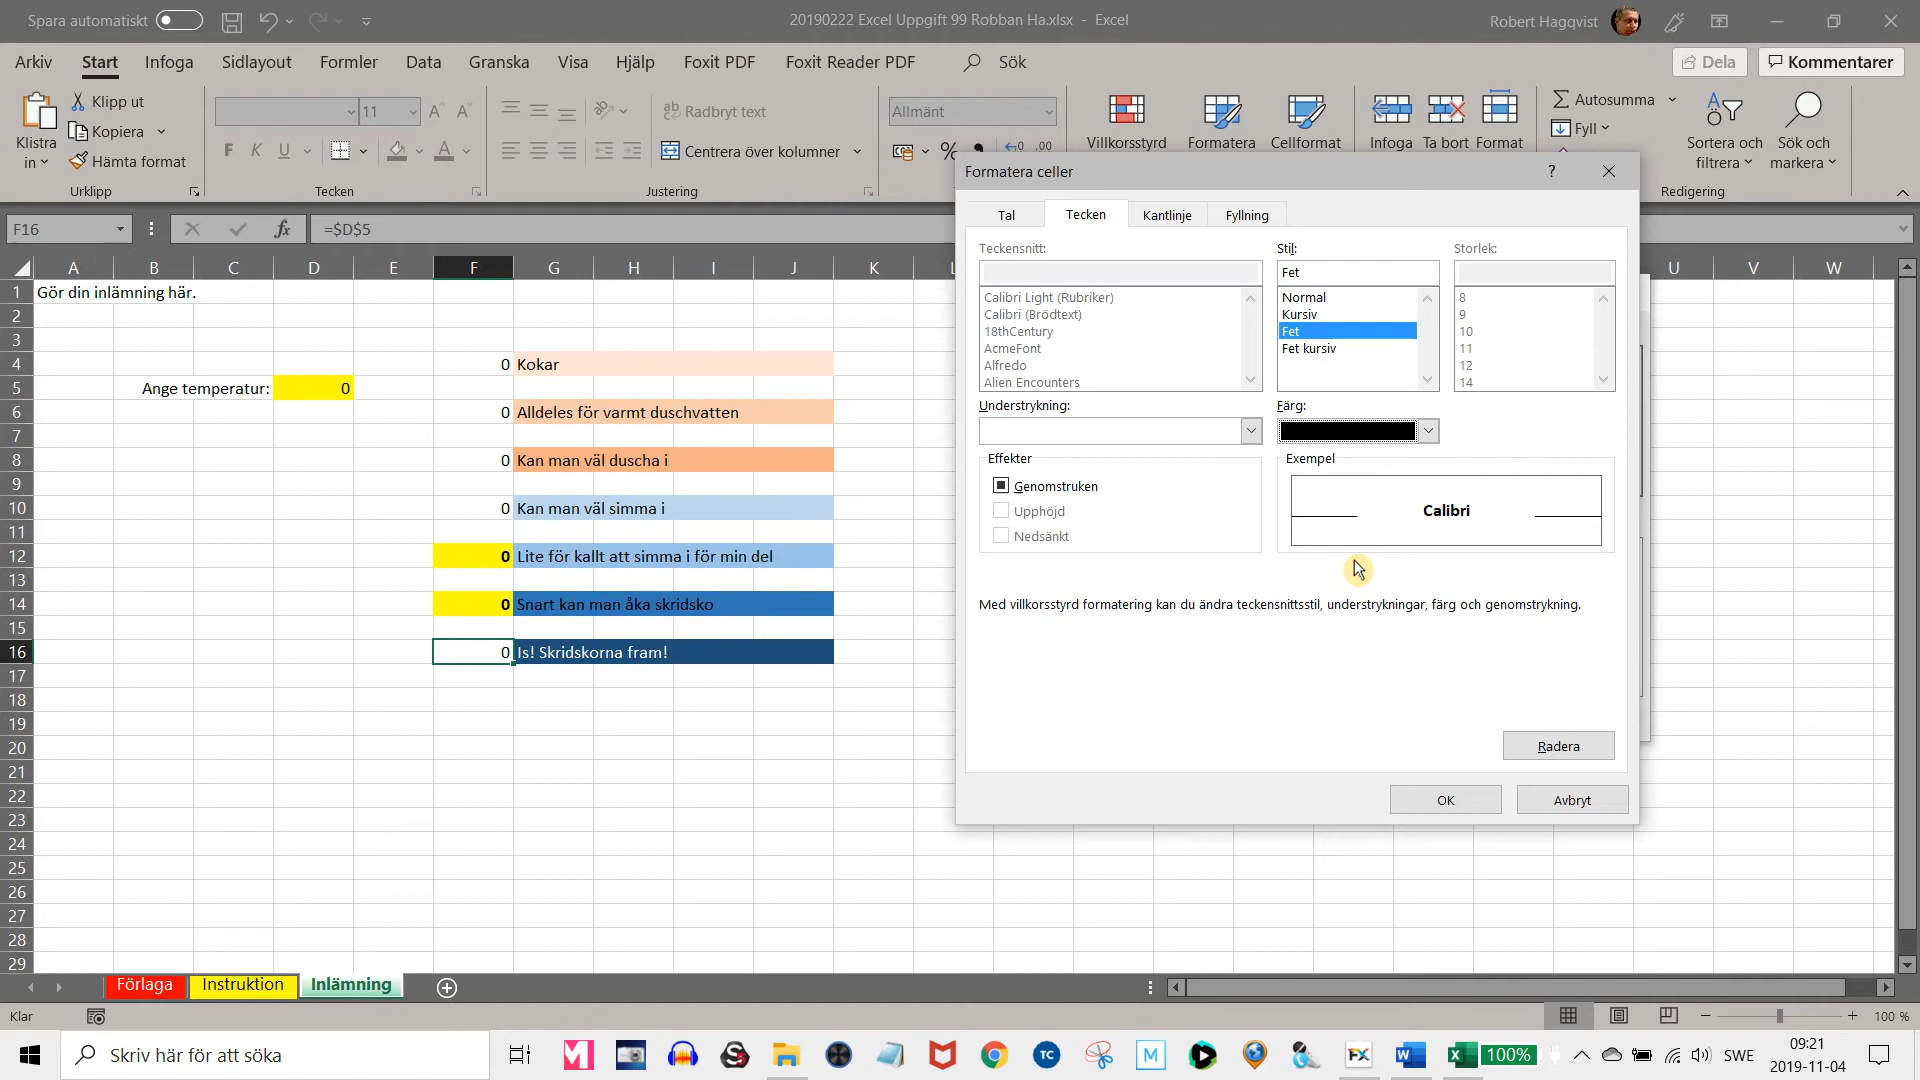 Spara automatiskt
20190222 Excel Uppgift 99 Robban Ha.xlsx - Excel
Robert Hagqvist
Arkiv Start Infoga Sidlayout Formler Data Granska Visa Hjälp Foxit PDF Foxit Reader PDF Sök Dela Kommentarer
Klistra in
Klipp ut
Kopiera
Hämta format
Urklipp
11
F K U A
Tecken
Radbryt text
Centrera över kolumner
Justering
Allmänt
%
Villkorsstyrd Formatera Cellformat
Infoga Ta bort Format
Autosumma
Fyll
Sortera och filtrera
Sök och markera
Redigering
F16 fx =$D$5
A B C D E F G H I J K L U V W
1 Gör din inlämning här.
2
3
4 0 Kokar
5 Ange temperatur: 0
6 0 Alldeles för varmt duschvatten
7
8 0 Kan man väl duscha i
9
10 0 Kan man väl simma i
11
12 0 Lite för kallt att simma i för min del
13
14 0 Snart kan man åka skridsko
15
16 0 Is! Skridskorna fram!
17
18
19
20
21
22
23
24
25
26
27
28
29
Formatera celler ?
Tal Tecken Kantlinje Fyllning
Teckensnitt: Stil: Storlek:
Fet
Calibri Light (Rubriker) Normal 8
Calibri (Brödtext) Kursiv 9
18thCentury Fet 10
AcmeFont Fet kursiv 11
Alfredo 12
Alien Encounters 14
Understrykning: Färg:
Effekter Exempel
Genomstruken
Upphöjd
Nedsänkt
Calibri
Med villkorsstyrd formatering kan du ändra teckensnittsstil, understrykningar, färg och genomstrykning.
Radera
OK Avbryt
Förlaga Instruktion Inlämning
Klar 100 %
Skriv här för att söka
100%
SWE
09:21
2019-11-04